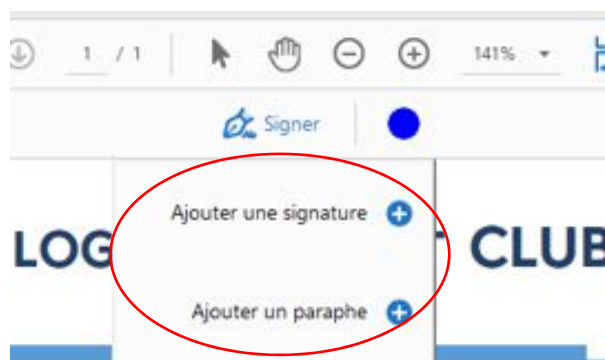 1 / 1 141%
Signer
Ajouter une signature
LOG CLUB
Ajouter un paraphe